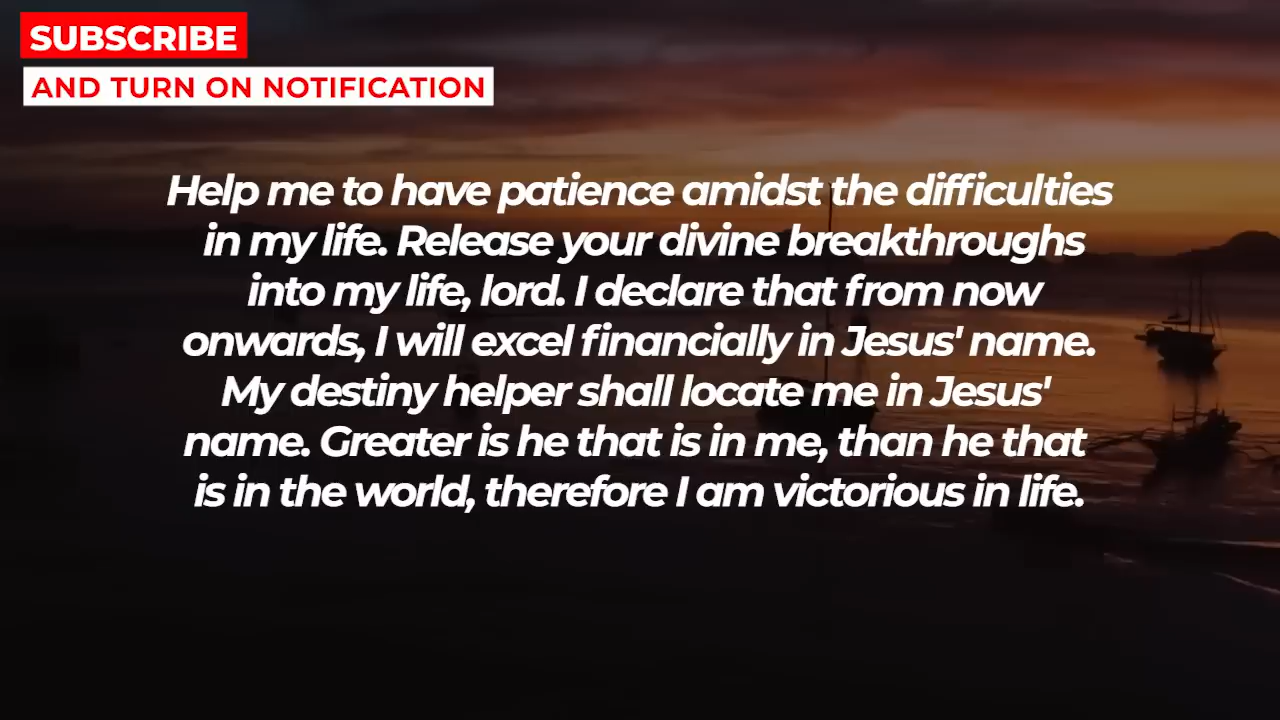 SUBSCRIBE
AND TURN ON NOTIFICATION
Help me to have patience amidst the difficulties
in my life. Release your divine breakthroughs
into my life, lord. I declare that from now
onwards, I will excel financially in Jesus' name.
My destiny helper shall locate me in Jesus'
name. Greater is he that is in me, than he that
is in the world, therefore I am victorious in life.